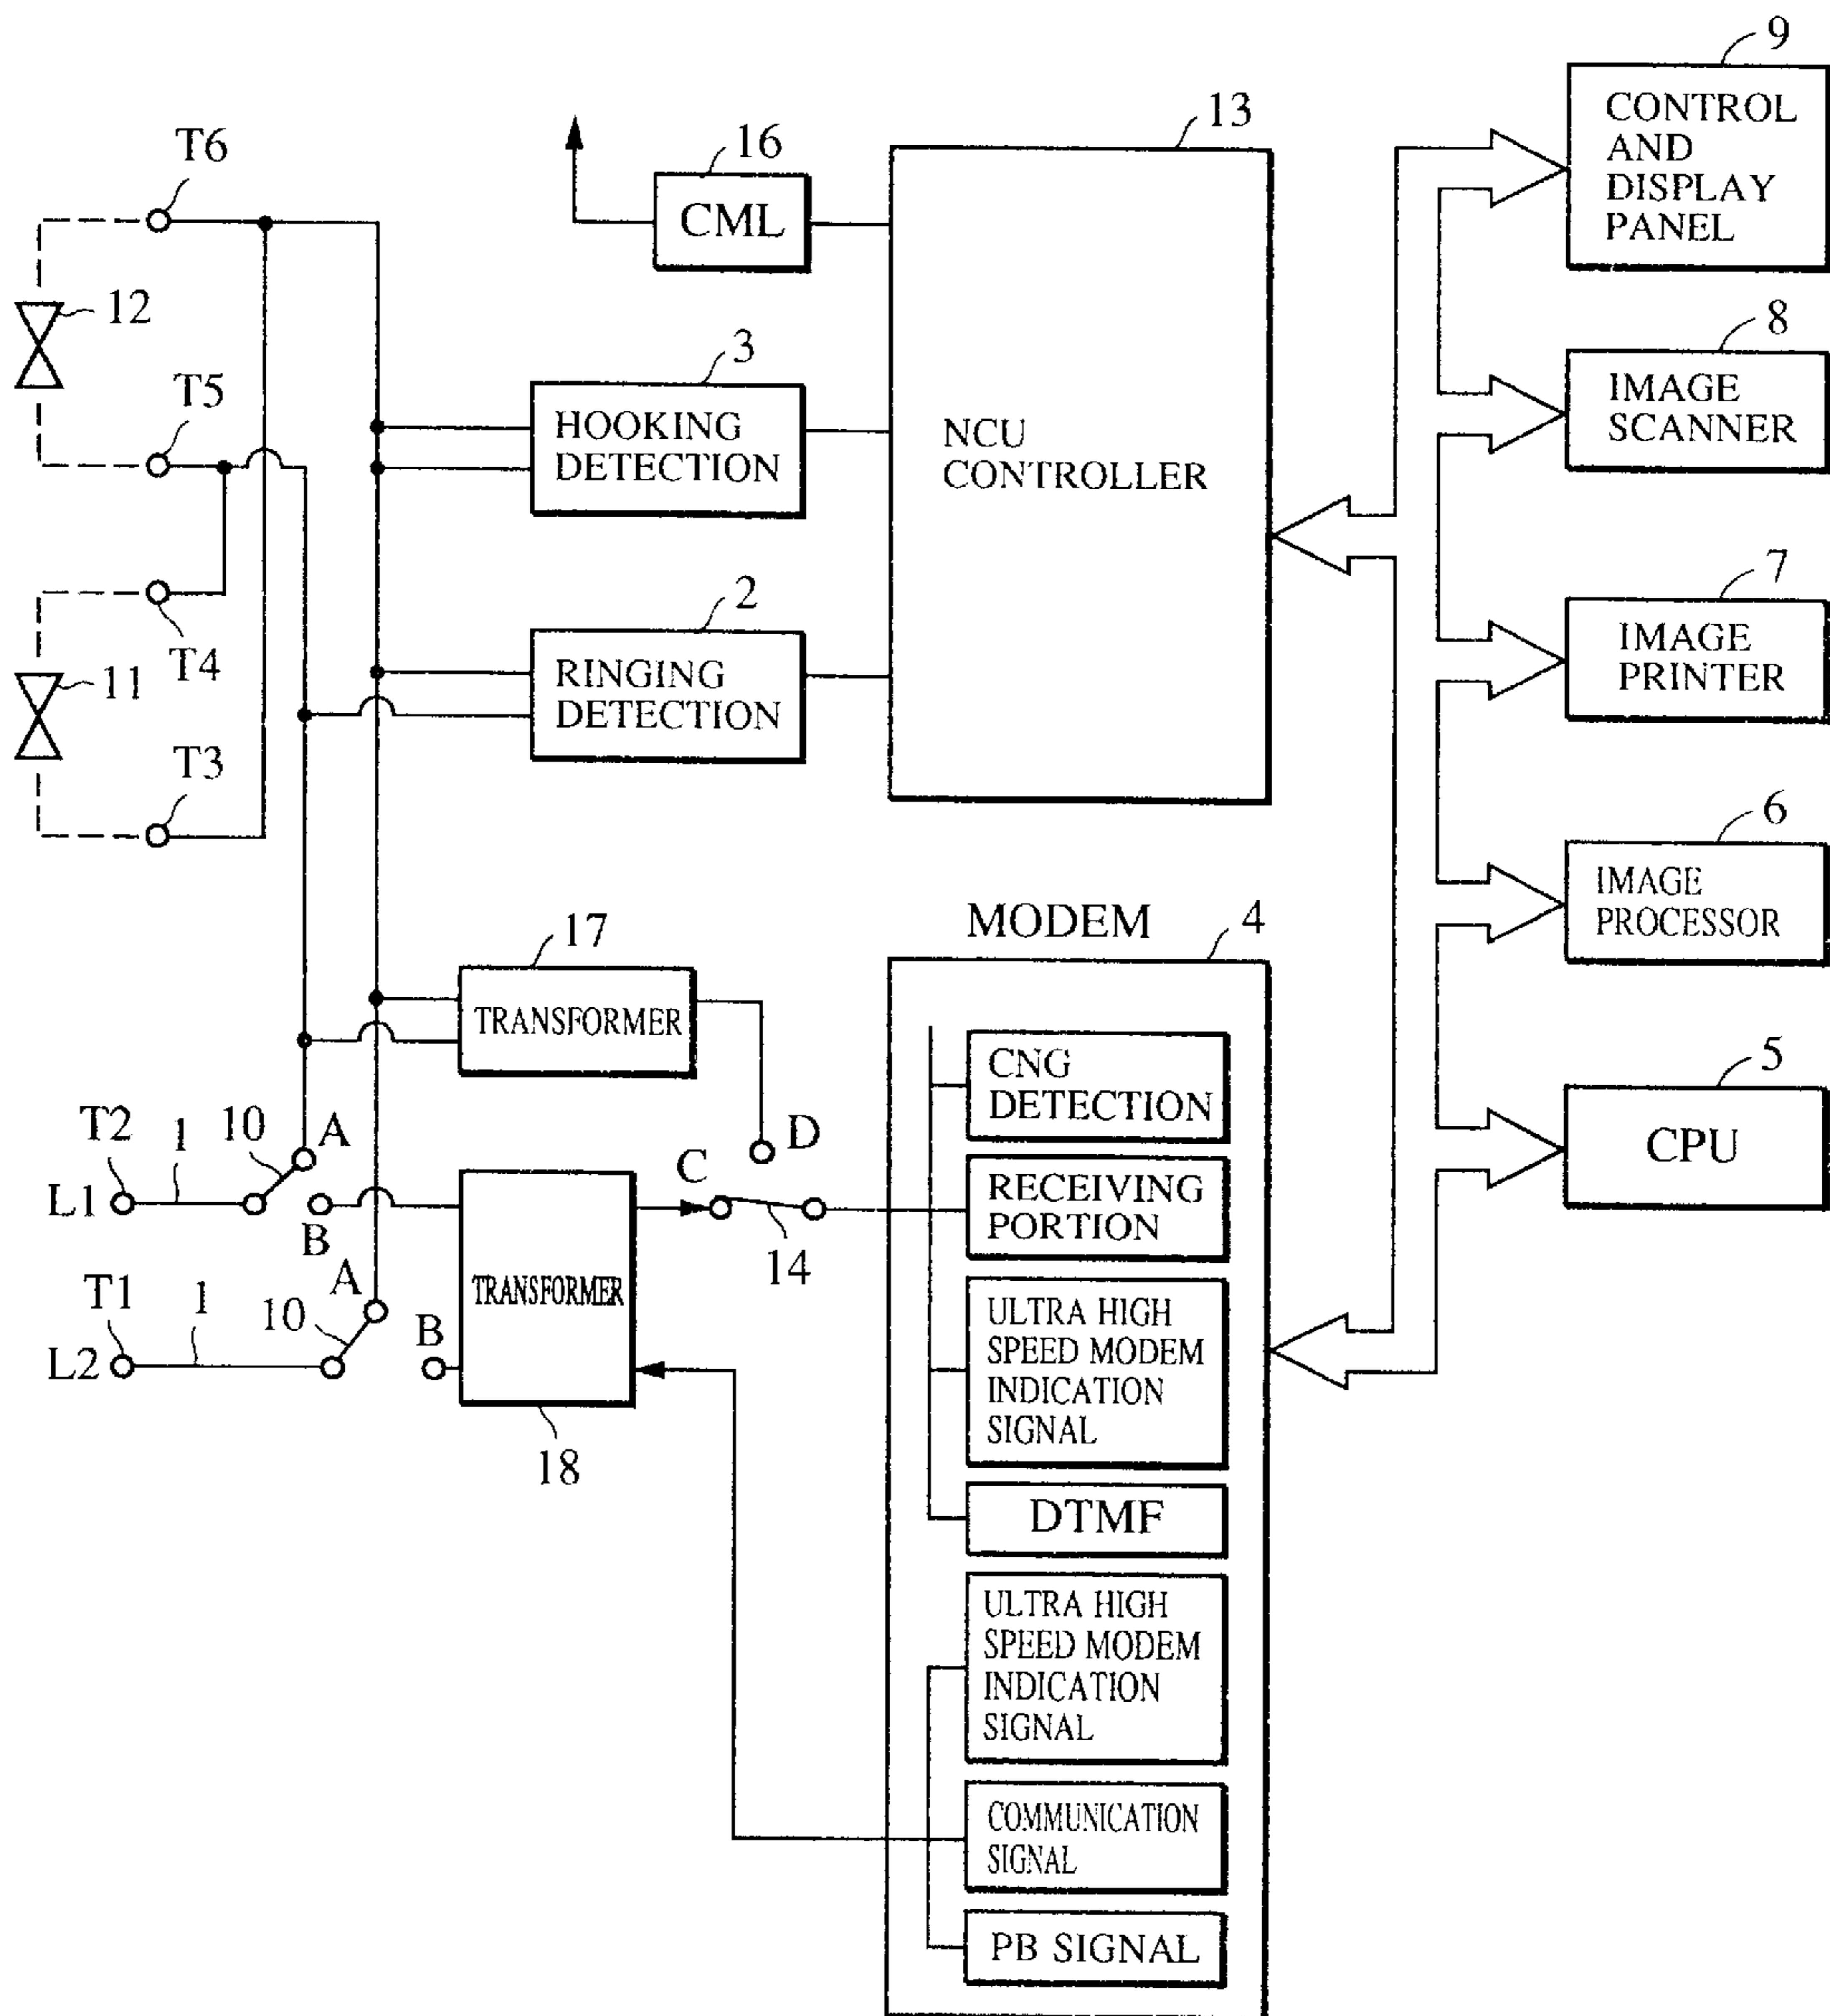 9
CONTROL
AND
DISPLAY
PANEL
13
16
CML
T6
12
8
IMAGE
SCANNER
3
HOOKING
DETECTION
NCU
CONTROLLER
T5
7
IMAGE
PRINTER
2
RINGING
DETECTION
T4
11
T3
6
IMAGE
PROCESSOR
MODEM
4
17
TRANSFORMER
CNG
DETECTION
5
CPU
T2
1
10
A
D
C
L1
B
RECEIVING
PORTION
14
T1
1
10
A
B
L2
TRANSFORMER
18
ULTRA HIGH
SPEED MODEM
INDICATION
SIGNAL
DTMF
ULTRA HIGH
SPEED MODEM
INDICATION
SIGNAL
COMMUNICATION
SIGNAL
PB SIGNAL